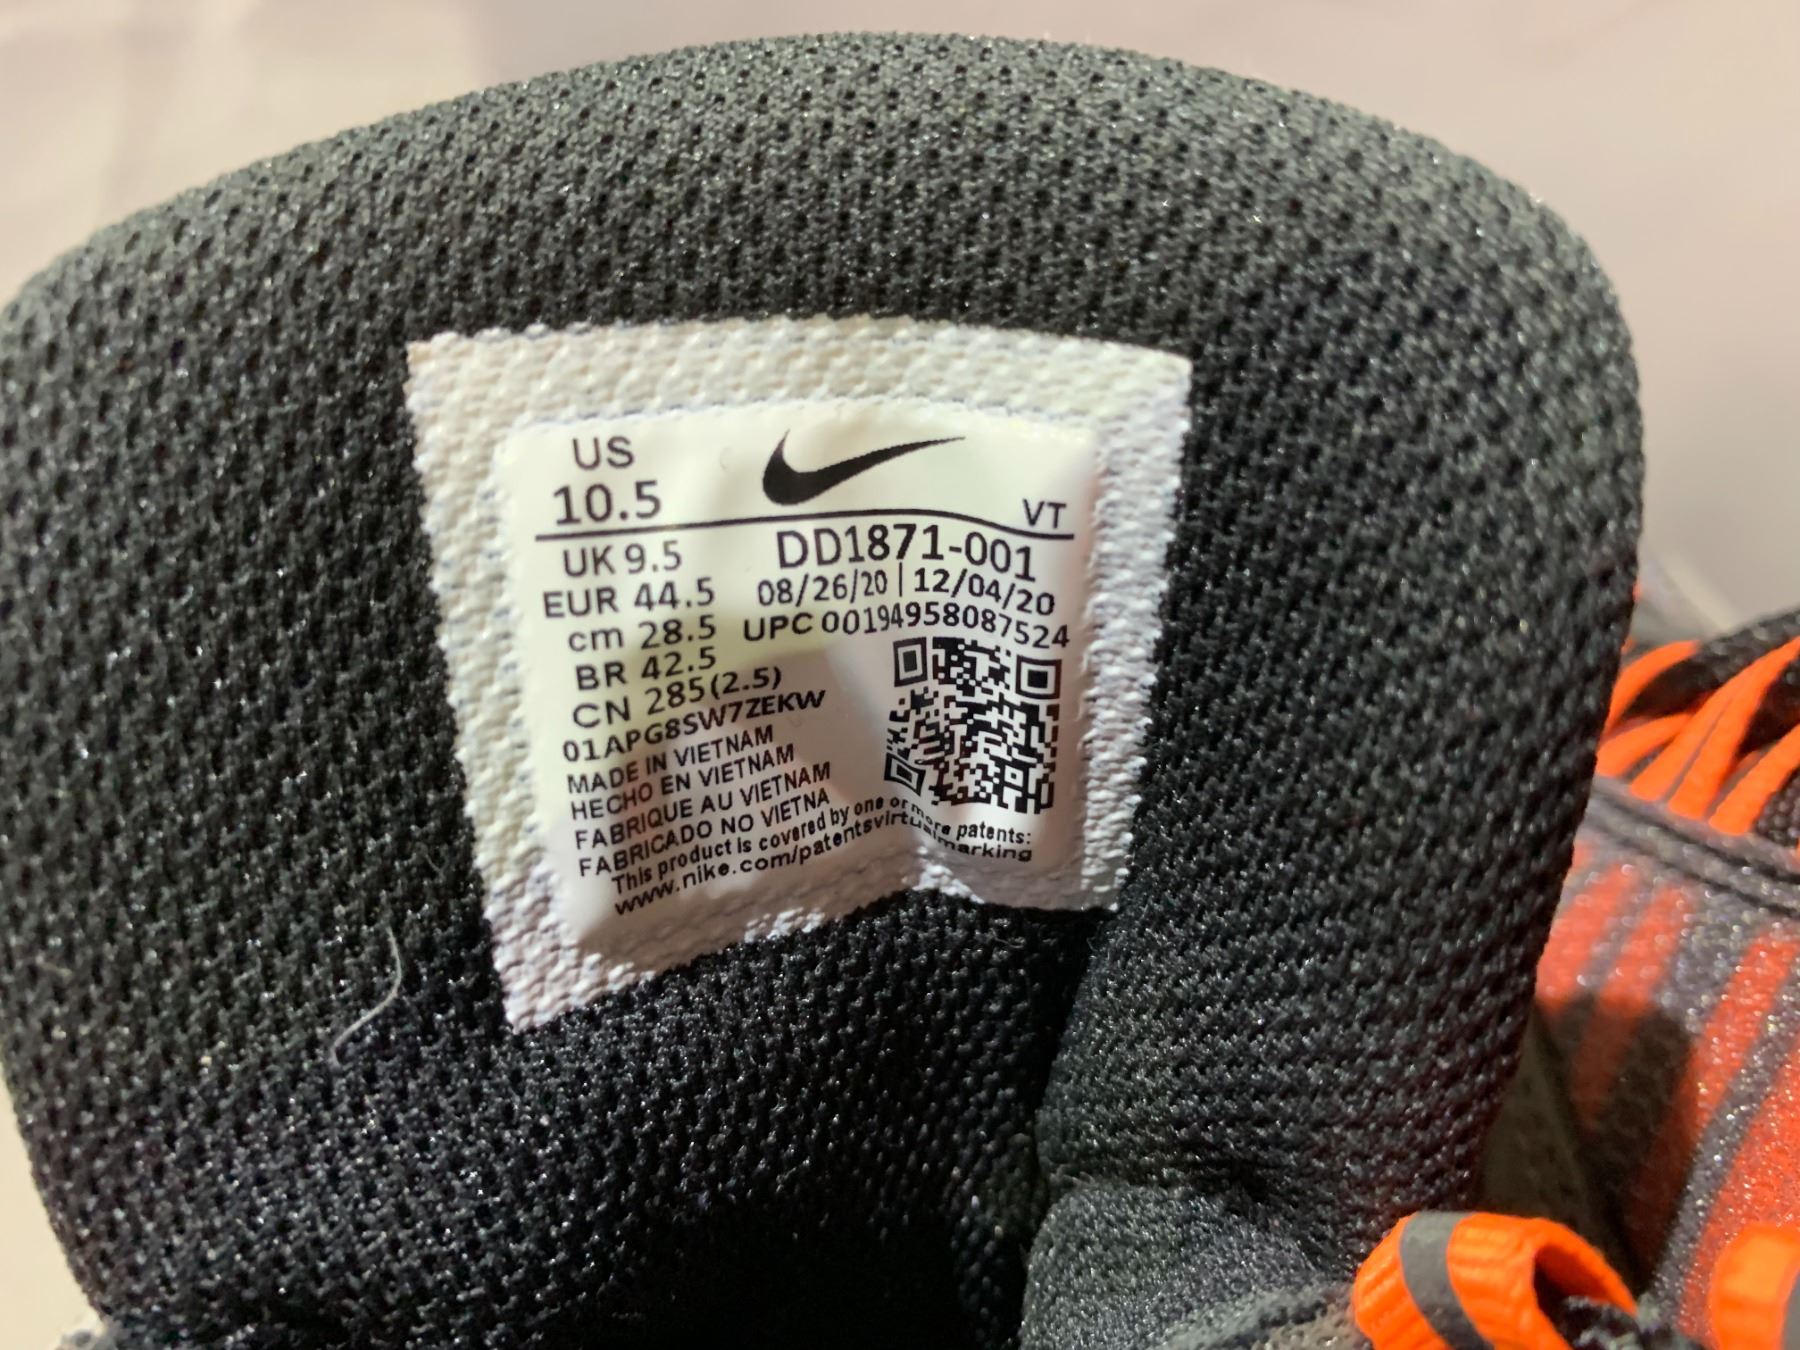 US
10.5
VT
UK 9.5
DD1871-001
EUR 44.5
08/26/20 | 12/04/20
cm 28.5
UPC 00194958087524
BR 42.5
CN 285(2.5)
01APG8SW7ZEKW
MADE IN VIETNAM
HECHO EN VIETNAM
FABRIQUE AU VIETNAM
FABRICADO NO VIETNA
This product is covered by one or more patents:
www.nike.com/patentsvirtualmarking